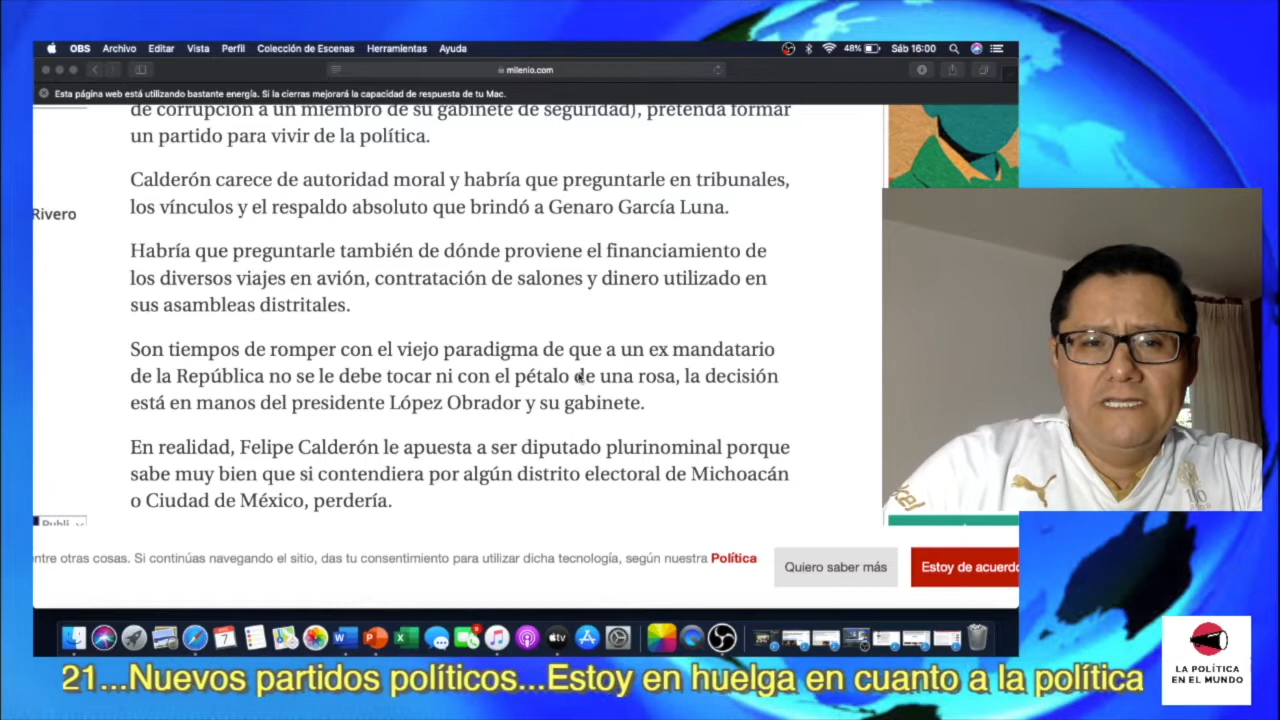 OBS Archivo Editar Vista Perfil Colección de Escenas Herramientas Ayuda 48% Sáb 16:00
milenio.com
Esta página web está utilizando bastante energía. Si la cierras mejorará la capacidad de respuesta de tu Mac.
de corrupción a un miembro de su gabinete de seguridad), pretenda formar
un partido para vivir de la política.
Calderón carece de autoridad moral y habría que preguntarle en tribunales,
los vínculos y el respaldo absoluto que brindó a Genaro García Luna.
Rivero
Habría que preguntarle también de dónde proviene el financiamiento de
los diversos viajes en avión, contratación de salones y dinero utilizado en
sus asambleas distritales.
Son tiempos de romper con el viejo paradigma de que a un ex mandatario
de la República no se le debe tocar ni con el pétalo de una rosa, la decisión
está en manos del presidente López Obrador y su gabinete.
En realidad, Felipe Calderón le apuesta a ser diputado plurinominal porque
sabe muy bien que si contendiera por algún distrito electoral de Michoacán
o Ciudad de México, perdería.
Publi
entre otras cosas. Si continúas navegando el sitio, das tu consentimiento para utilizar dicha tecnología, según nuestra Política
Quiero saber más
Estoy de acuerdo
7
21...Nuevos partidos políticos...Estoy en huelga en cuanto a la política
LA POLÍTICA
EN EL MUNDO